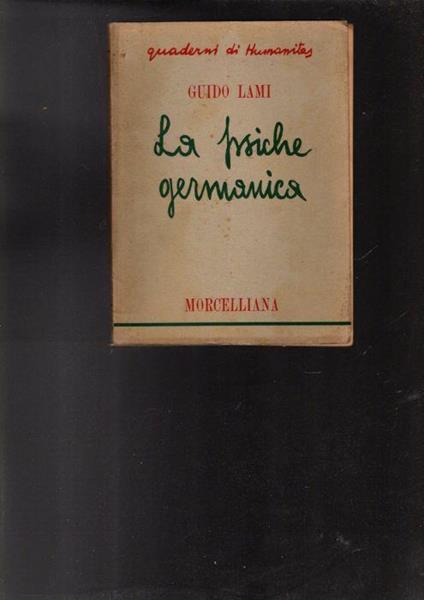 quaderni di Humanitas
GUIDO LAMI
La psiche
germanica
MORCELLIANA